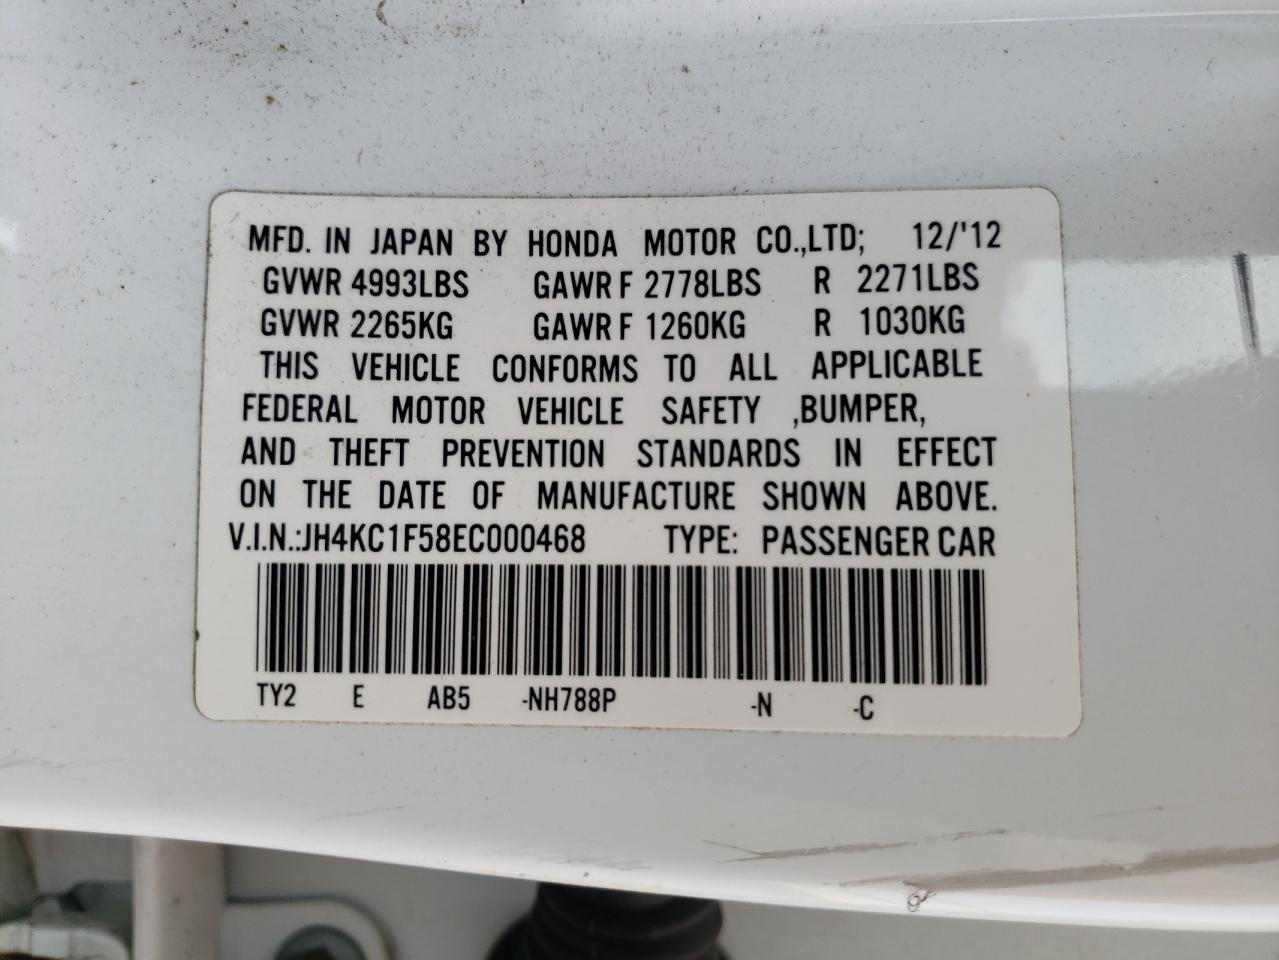 MFD. IN JAPAN BY HONDA MOTOR CO.,LTD; 12/'12
GVWR 4993LBS GAWR F 2778LBS R 2271LBS
GVWR 2265KG GAWR F 1260KG R 1030KG
THIS VEHICLE CONFORMS TO ALL APPLICABLE
FEDERAL MOTOR VEHICLE SAFETY ,BUMPER,
AND THEFT PREVENTION STANDARDS IN EFFECT
ON THE DATE OF MANUFACTURE SHOWN ABOVE.
V.I.N.:JH4KC1F58EC000468 TYPE: PASSENGER CAR
TY2 E AB5 -NH788P -N -C